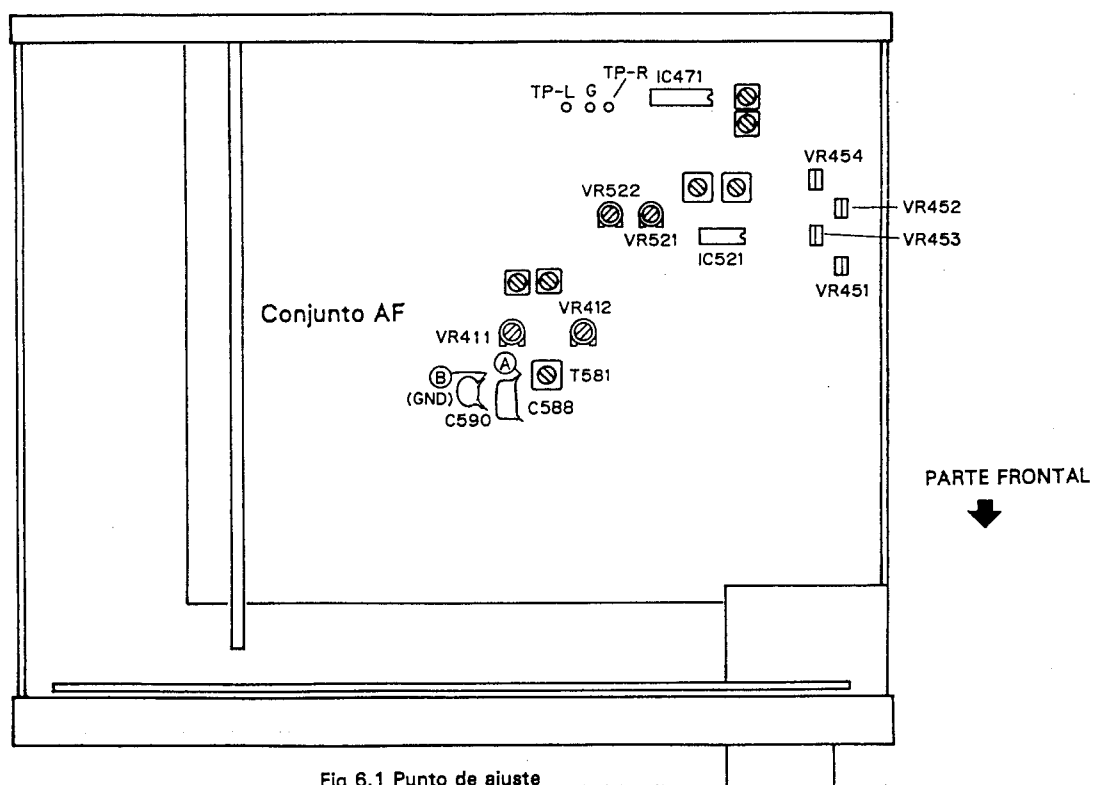 TP-R
IC471
TP-L
G
VR454
VR522
VR452
VR521
VR453
IC521
VR451
Conjunto AF
VR412
VR411
A
B
T581
(GND)
C588
C590
PARTE FRONTAL
Fig 6.1 Punto de ajuste